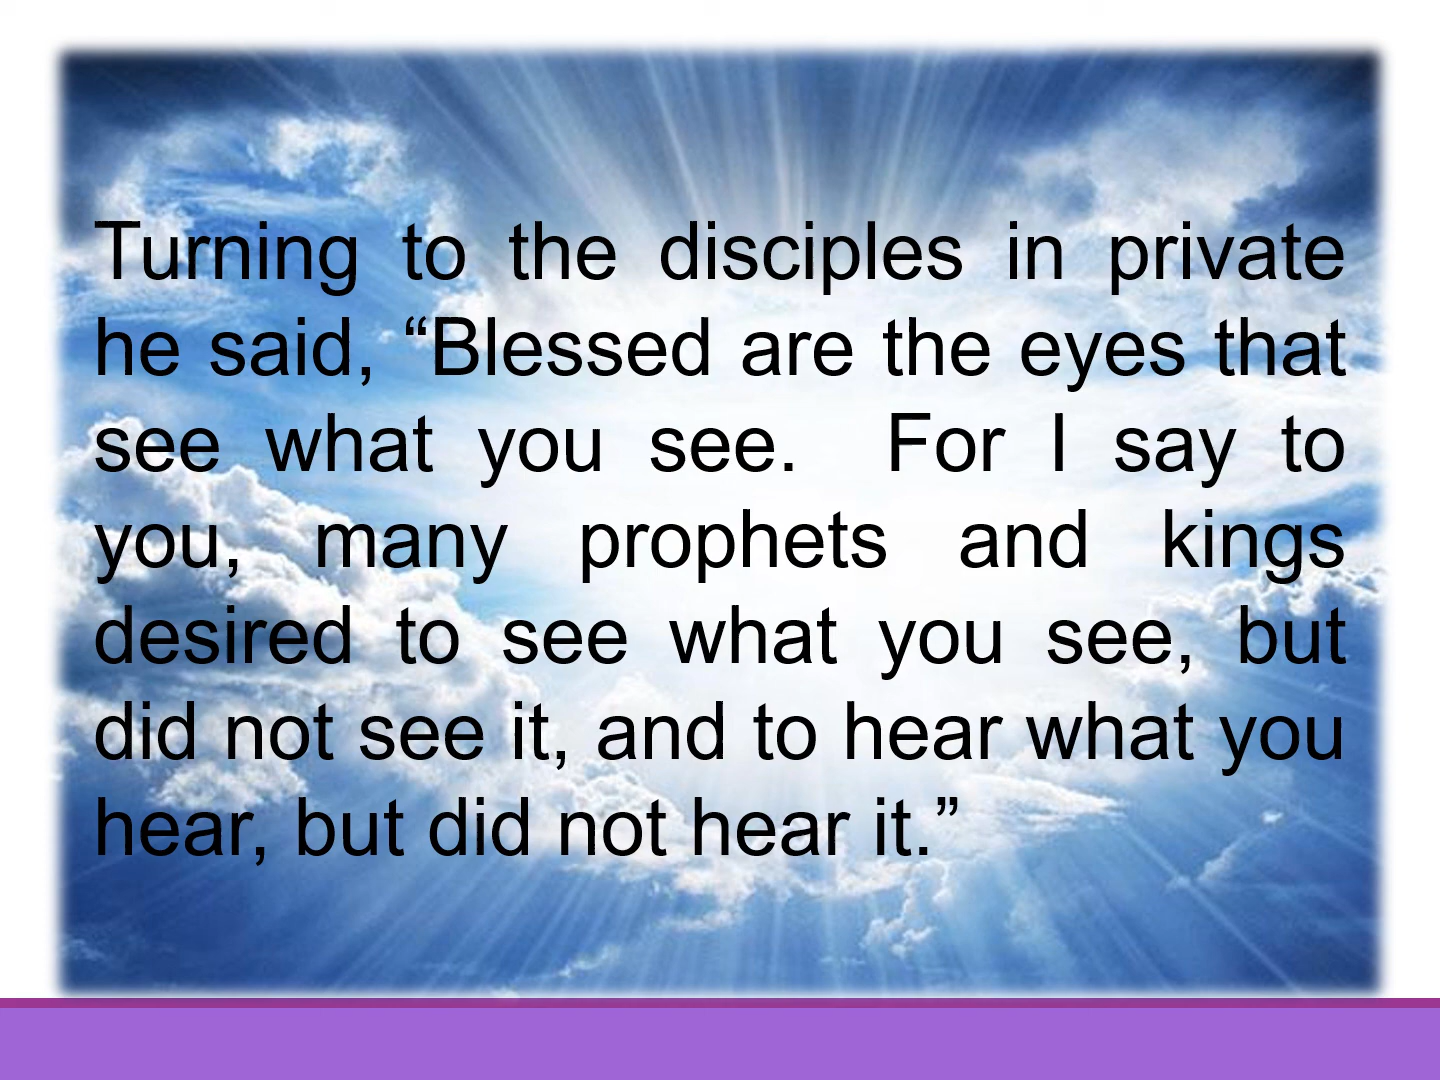 Turning to the disciples in private
he said, “Blessed are the eyes that
see what you see.  For I say to
you, many prophets and kings
desired to see what you see, but
did not see it, and to hear what you
hear, but did not hear it.”